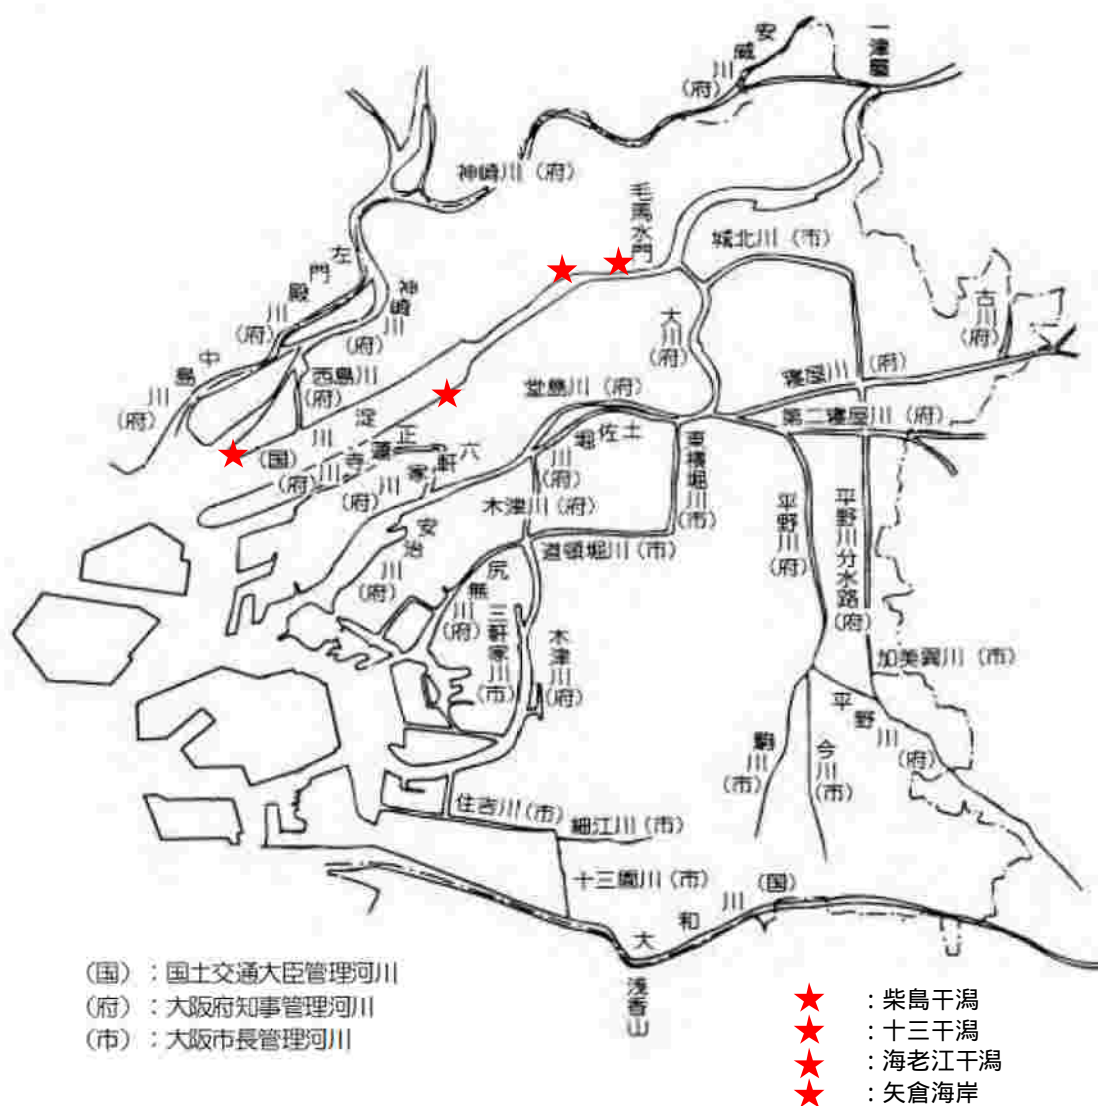 安威川(府)
一津屋
神崎川(府)
毛馬水門
城北川(市)
左門殿川(府)
神崎川(府)
古川(府)
大川(府)
中島川(府)
西島川(府)
寝屋川(府)
堂島川(府)
第二寝屋川(府)
淀川(国)
正蓮寺川(府)
六軒家川(府)
土佐堀川(府)
東横堀川(市)
木津川(府)
平野川(府)
平野川分水路(府)
安治川(府)
道頓堀川(市)
尻無川(府)
三軒家川(市)
木津川(府)
加美巽川(市)
平野川(府)
駒川(市)
今川(市)
住吉川(市)
細江川(市)
十三間川(市)
大和川(国)
浅香山
(国):国土交通大臣管理河川
(府):大阪府知事管理河川
(市):大阪市長管理河川
:柴島干潟
:十三干潟
:海老江干潟
:矢倉海岸